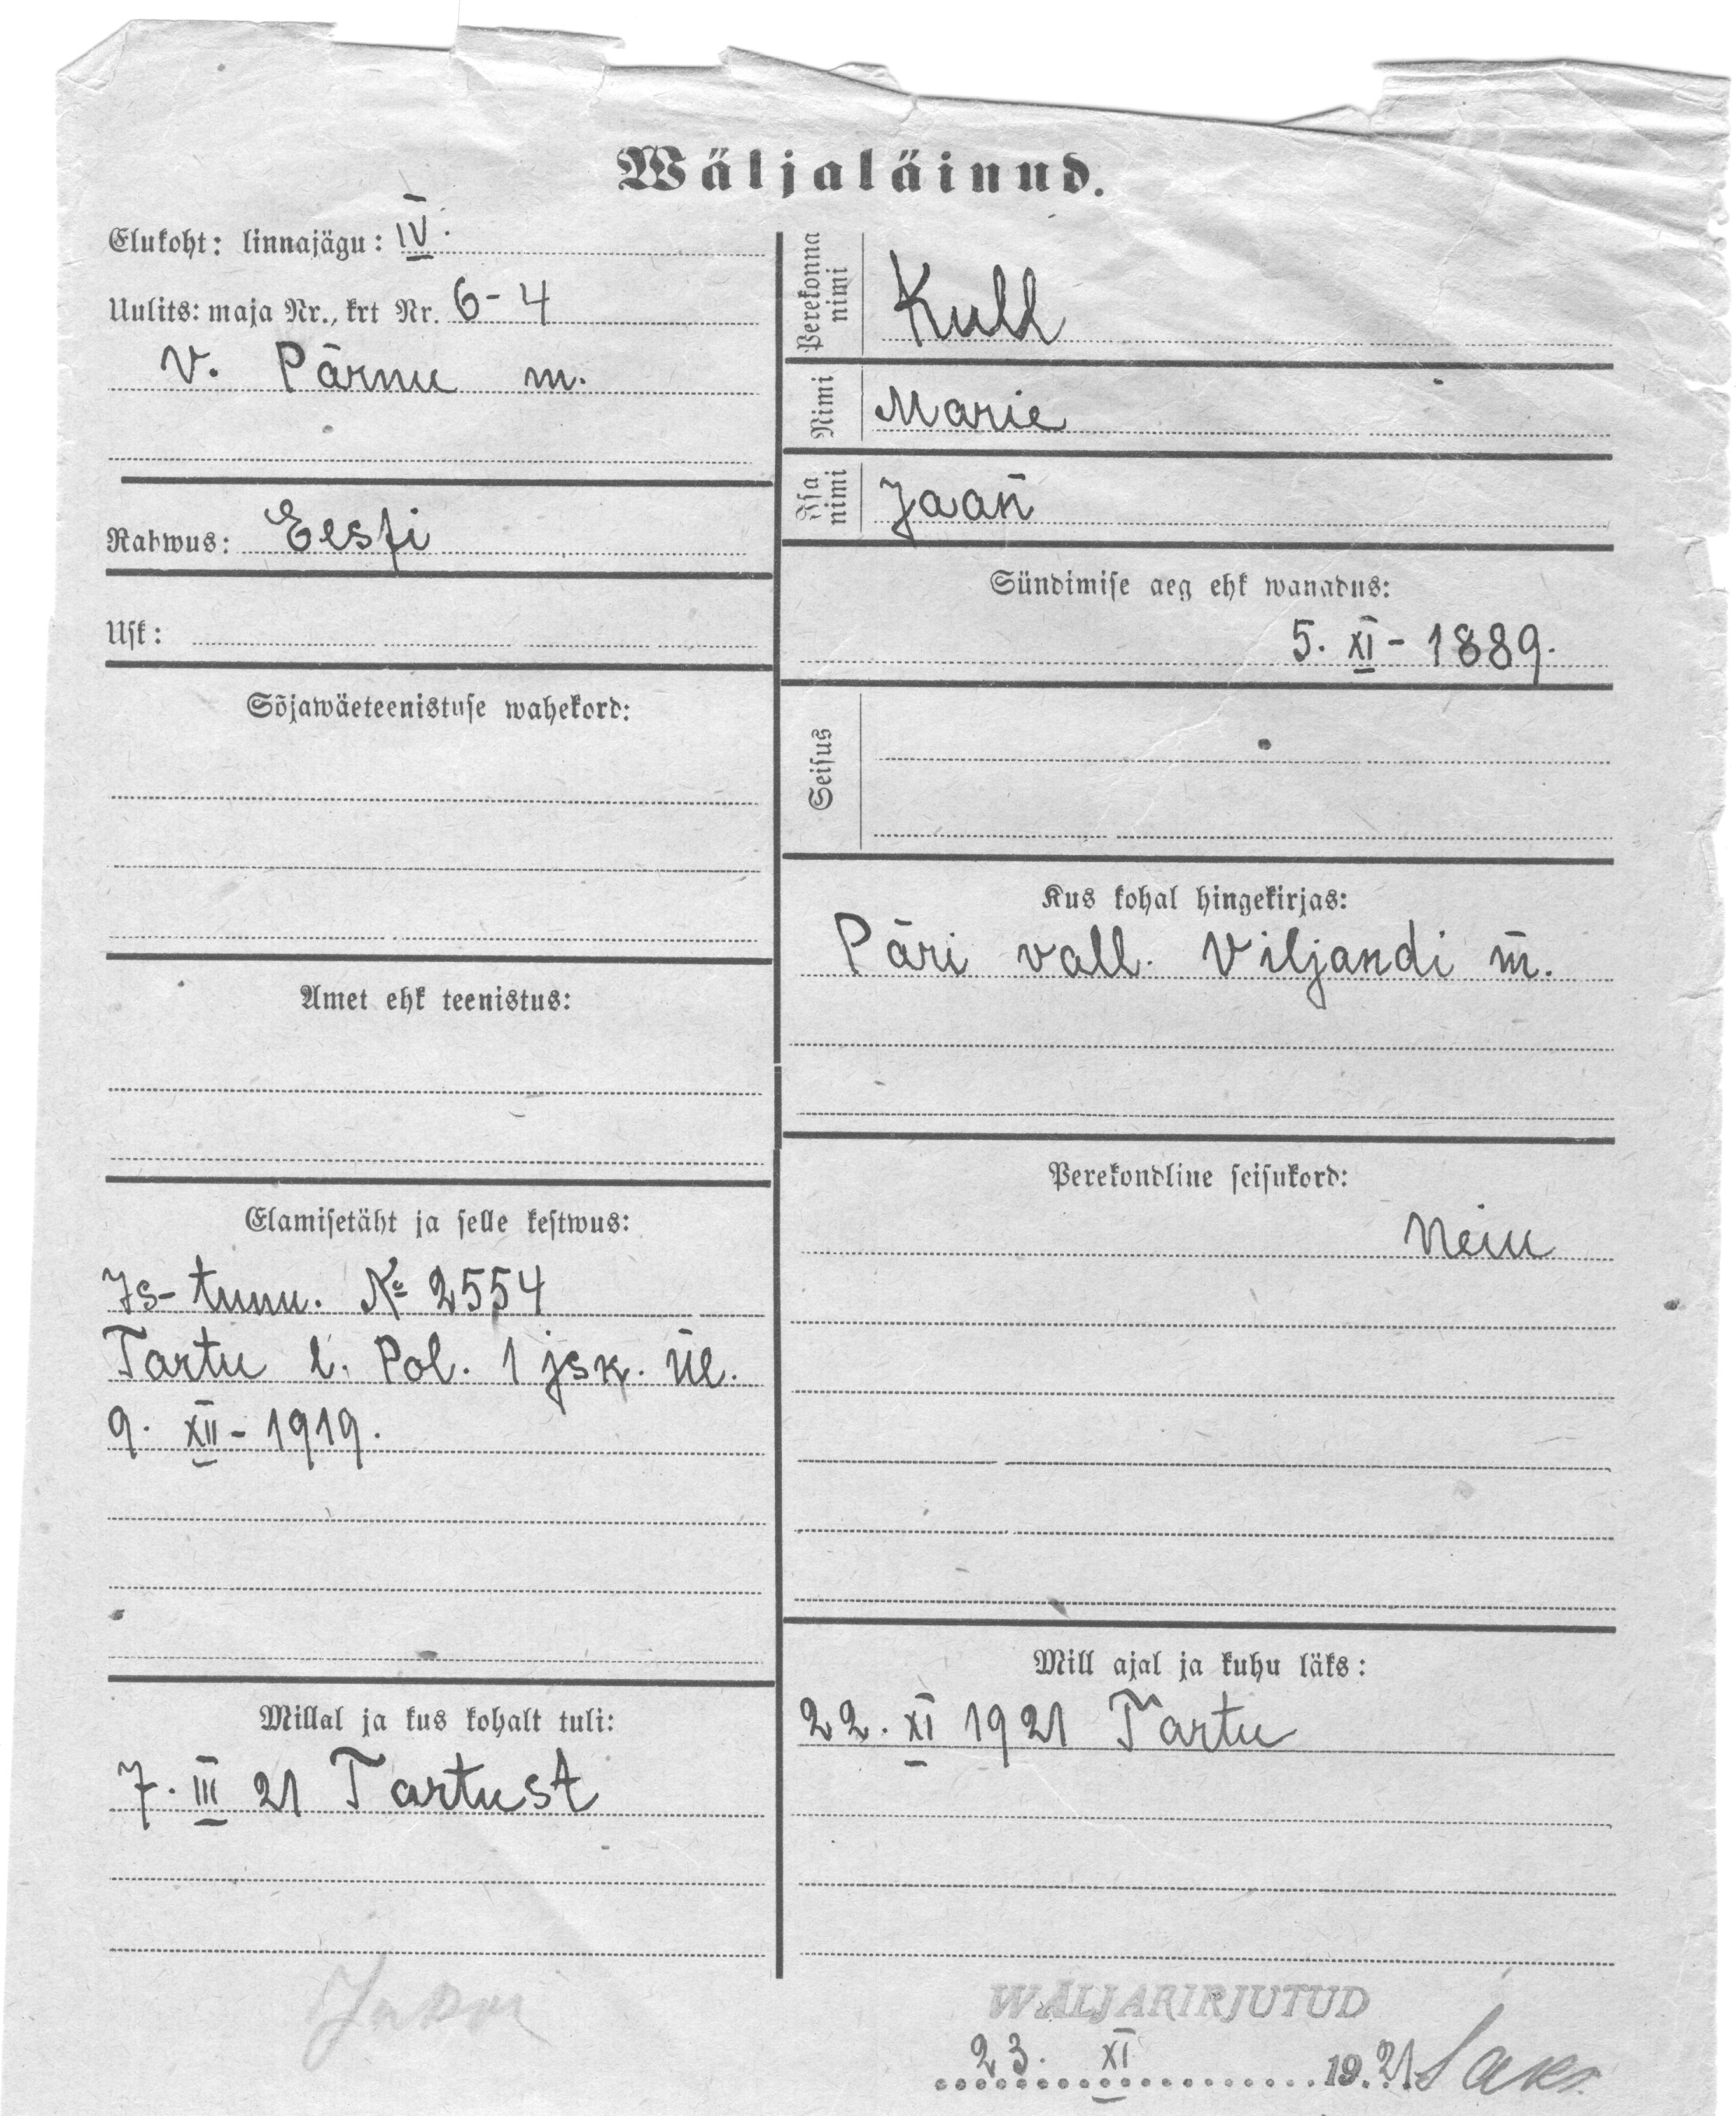 Wäljaläinud.
Elukoht: linnajägu: IV.
Uulits: maja Nr., krt Nr. 6-4
V. Pärnu m.
Rahwus: Eesti
Usk:
Sõjawäeteenistuse wahekord:
Amet ehk teenistus:
Elamisetäht ja selle kestwus:
Is-tunn. № 2554
Tartu l. Pol. 1 jsk. ül.
9. XII - 1919.
Millal ja kus kohalt tuli:
7. III 21 Tartust
Perekonna nimi Kull
Nimi Marie
Isa nimi Jaan
Sündimise aeg ehk wanadus:
5. XI - 1889.
Seisus
Kus kohal hingekirjas:
Päri vall. Viljandi m.
Perekondline seisukord:
Neiu
Mill ajal ja kuhu läks:
22. XI 1921 Tartu
WÄLJAKIRJUTUD
23. XI 1921